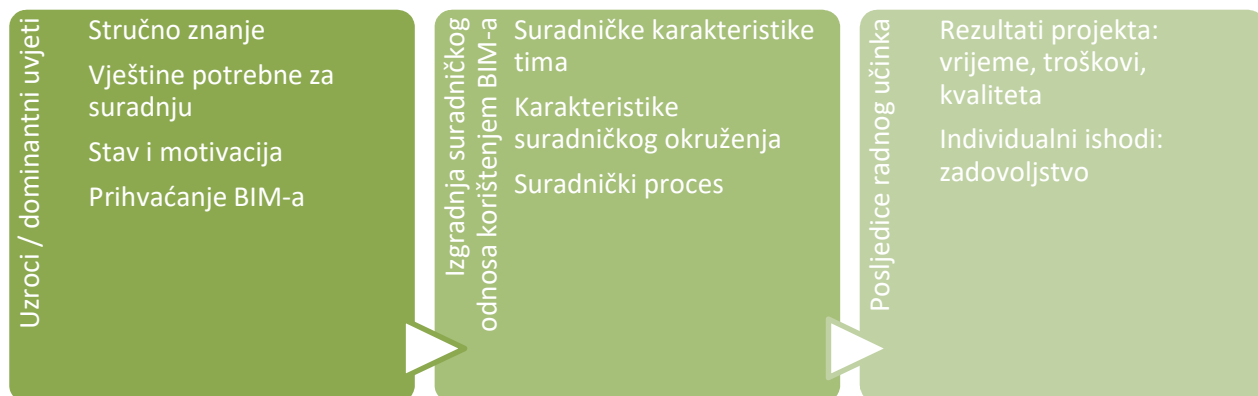 Uzroci / dominantni uvjeti
Stručno znanje
Vještine potrebne za
suradnju
Stav i motivacija
Prihvaćanje BIM-a
Izgradnja suradničkog
odnosa korištenjem BIM-a
Suradničke karakteristike
tima
Karakteristike
suradničkog okruženja
Suradnički proces
Posljedice radnog učinka
Rezultati projekta:
vrijeme, troškovi,
kvaliteta
Individualni ishodi:
zadovoljstvo